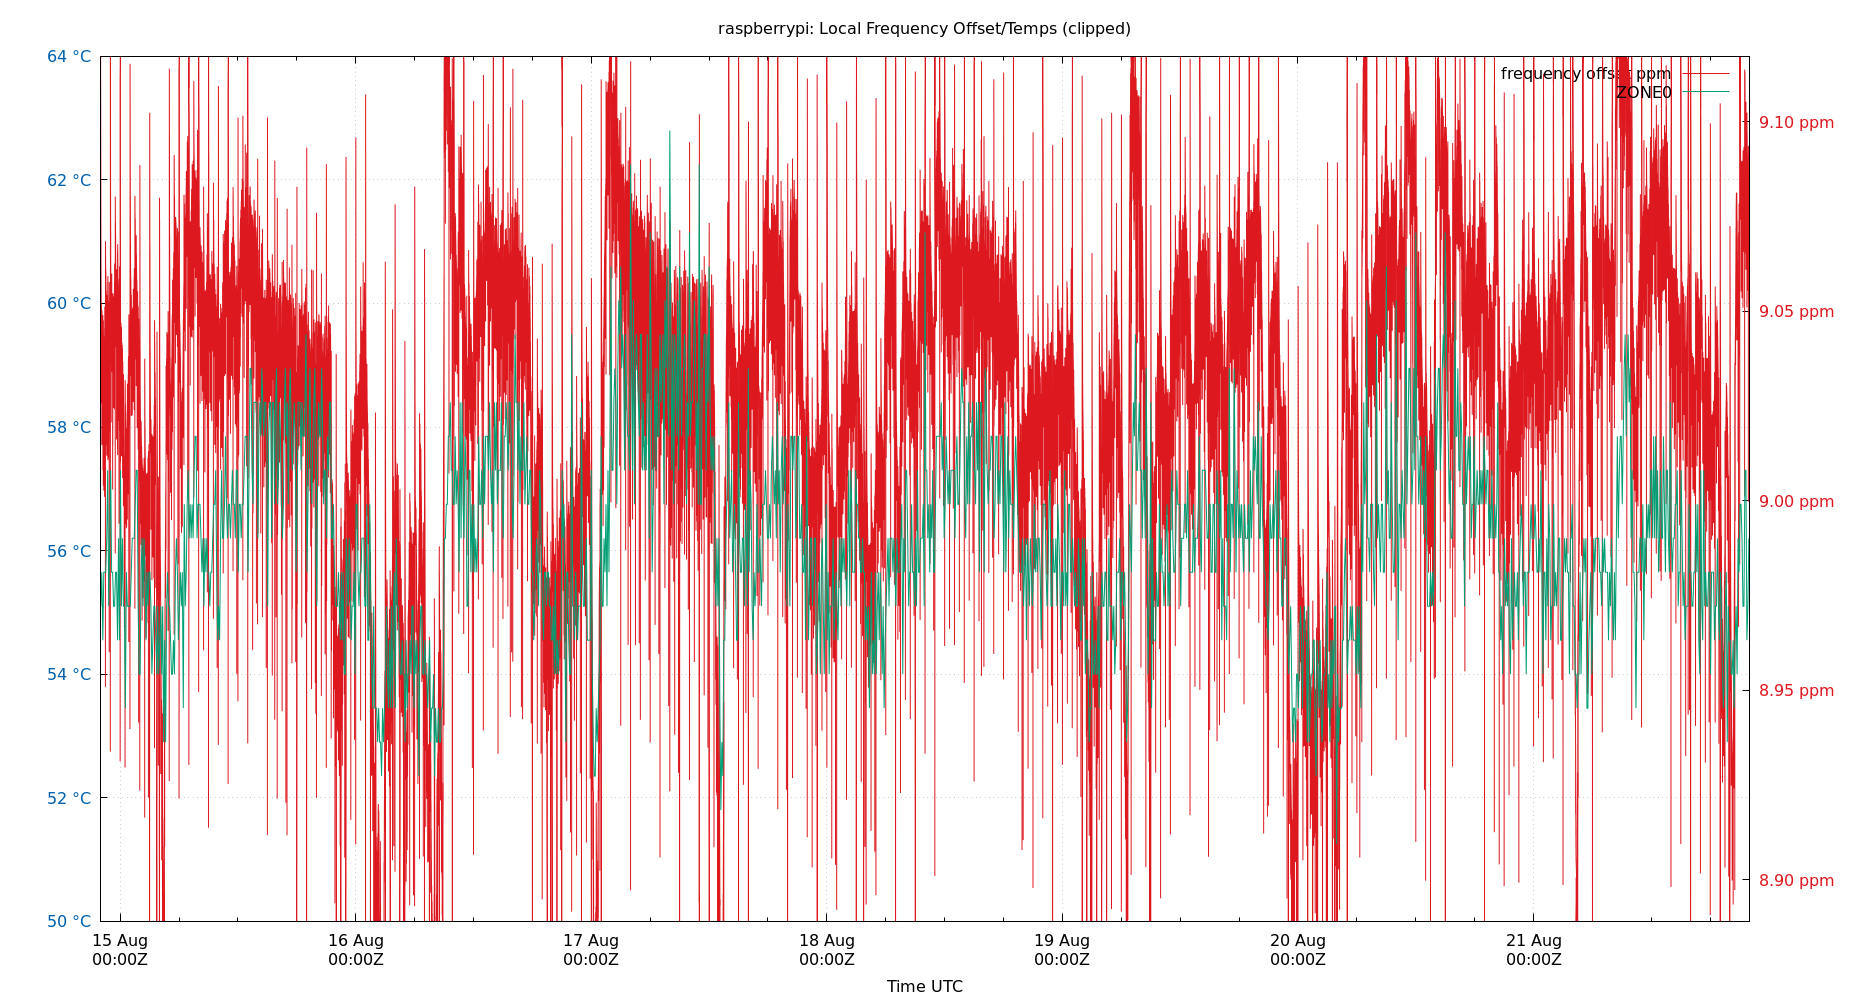 raspberrypi: Local Frequency Offset/Temps (clipped)
64 °C
62 °C
60 °C
58 °C
56 °C
54 °C
52 °C
50 °C
frequency offset ppm
ZONE0
9.10 ppm
9.05 ppm
9.00 ppm
8.95 ppm
8.90 ppm
15 Aug
00:00Z
16 Aug
00:00Z
17 Aug
00:00Z
18 Aug
00:00Z
19 Aug
00:00Z
20 Aug
00:00Z
21 Aug
00:00Z
Time UTC